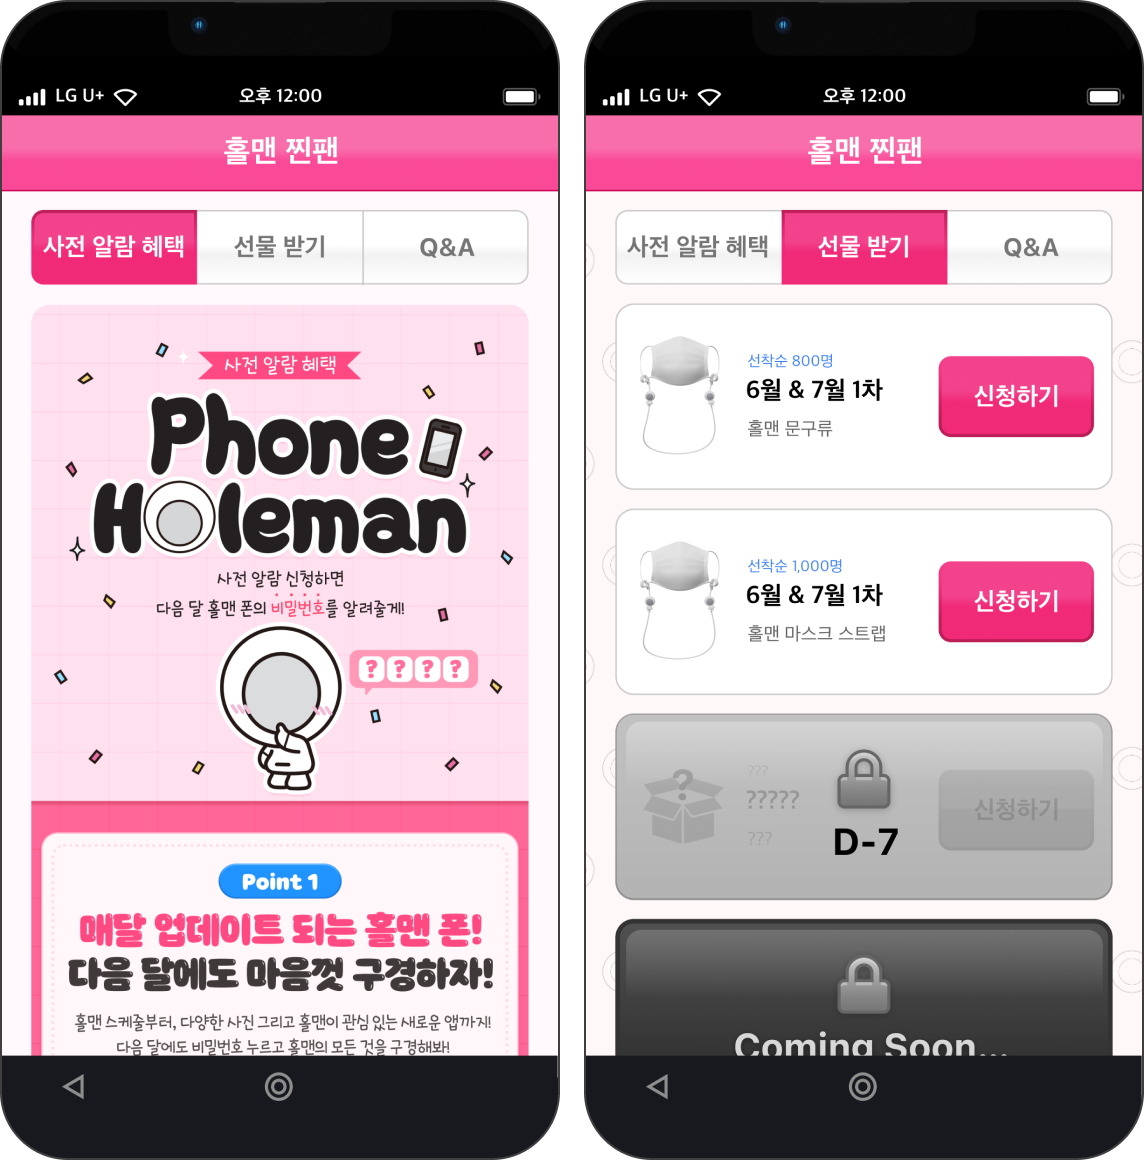 LG U+ 오후 12:00
홀맨 찐팬
사전 알람 혜택 선물 받기 Q&A
사전 알람 혜택
Phone
Holeman
사전 알람 신청하면
다음 달 홀맨 폰의 비밀번호를 알려줄게!
? ? ? ?
Point 1
매달 업데이트 되는 홀맨 폰!
다음 달에도 마음껏 구경하자!
홀맨 스케줄부터, 다양한 사진 그리고 홀맨이 관심 있는 새로운 앱까지!
다음 달에도 비밀번호 누르고 홀맨의 모든 것을 구경해봐!
LG U+ 오후 12:00
홀맨 찐팬
사전 알람 혜택 선물 받기 Q&A
선착순 800명
6월 & 7월 1차
홀맨 문구류
신청하기
선착순 1,000명
6월 & 7월 1차
홀맨 마스크 스트랩
신청하기
?
???
?????
???
D-7
신청하기
Coming Soon...